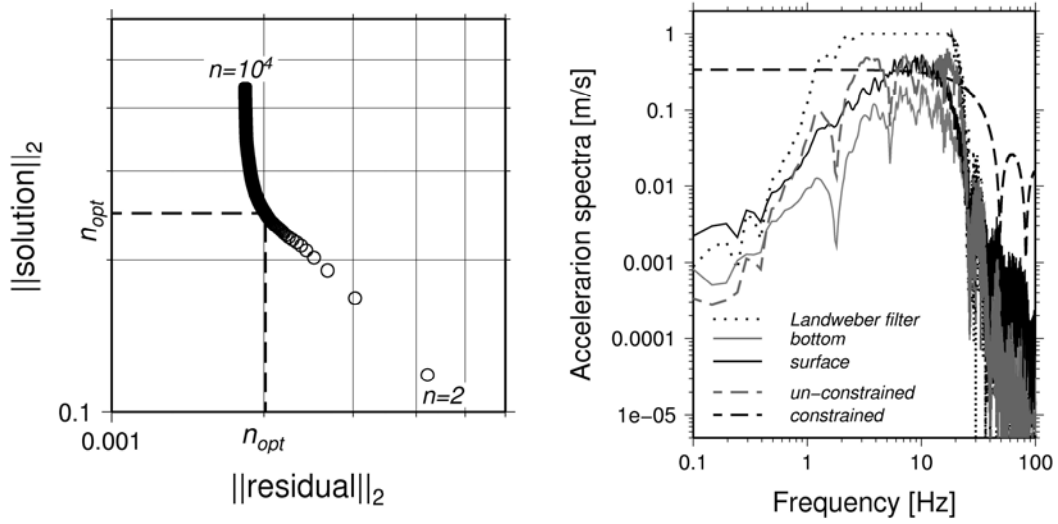 n=10⁴
n=2
||solution||₂
n_opt
0.1
0.001
n_opt
||residual||₂
Accelerarion spectra [m/s]
1
0.1
0.01
0.001
0.0001
1e−05
Landweber filter
bottom
surface
un−constrained
constrained
0.1
1
10
100
Frequency [Hz]